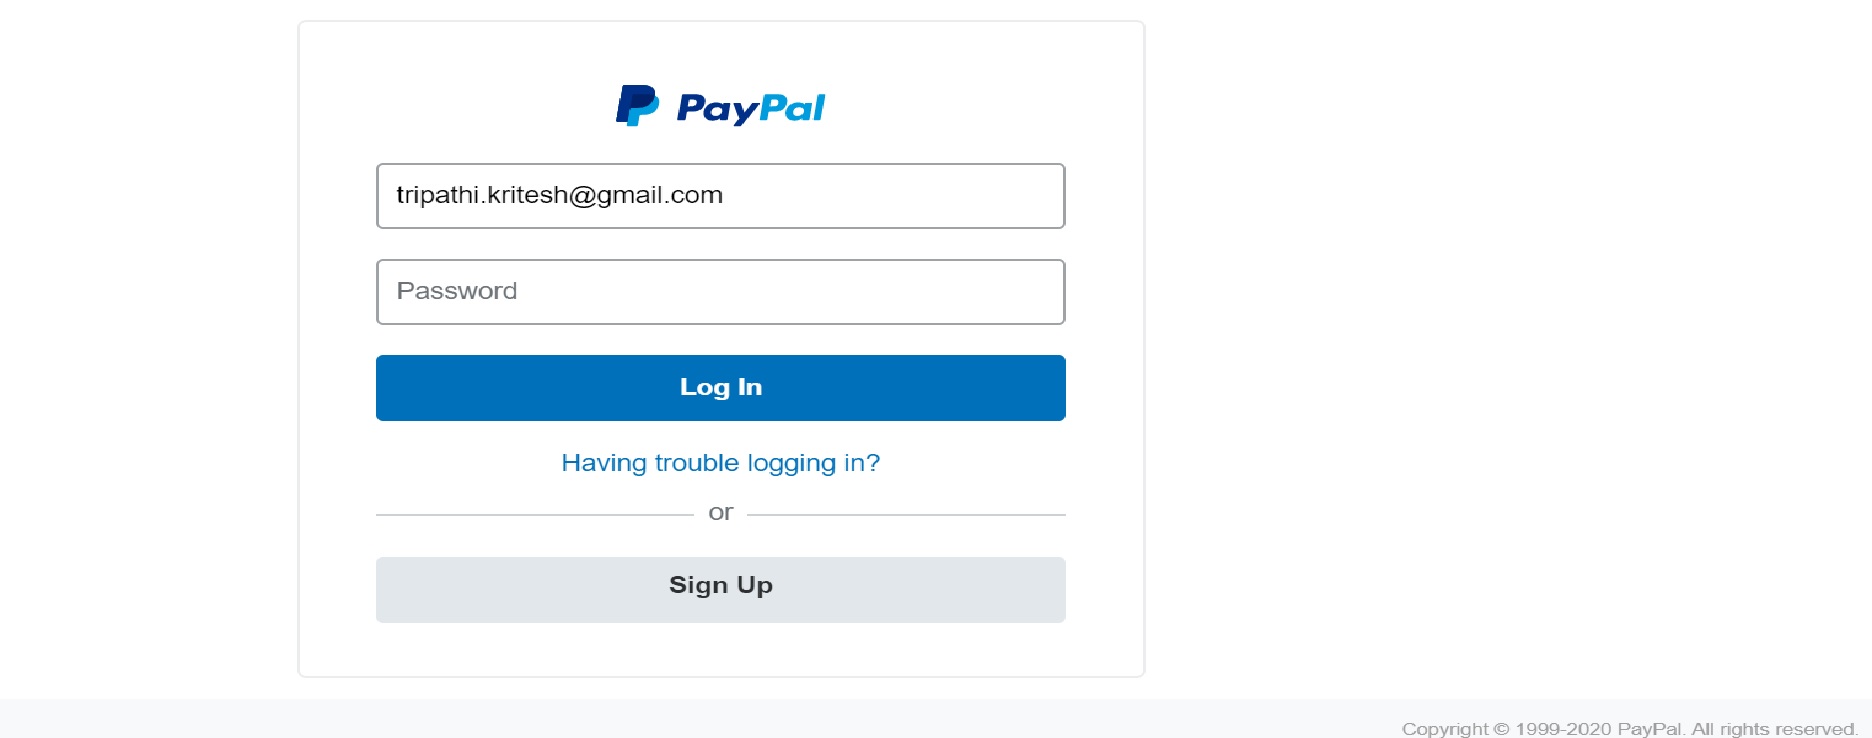 PayPal
tripathi.kritesh@gmail.com
Password
Log In
Having trouble logging in?
or
Sign Up
Copyright © 1999-2020 PayPal. All rights reserved.